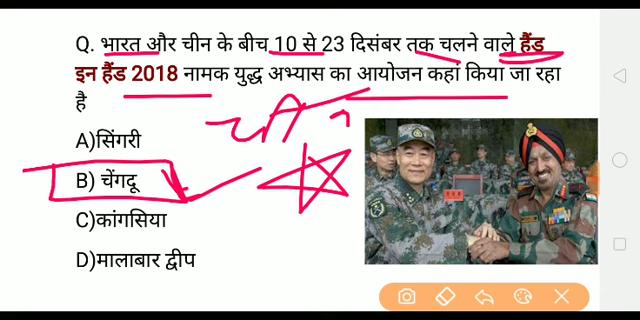 Q. भारत और चीन के बीच 10 से 23 दिसंबर तक चलने वाले हैंड
इन हैंड 2018 नामक युद्ध अभ्यास का आयोजन कहां किया जा रहा
है
चीन
A)सिंगरी
B) चेंगदू
C)कांगसिया
D)मालाबार द्वीप